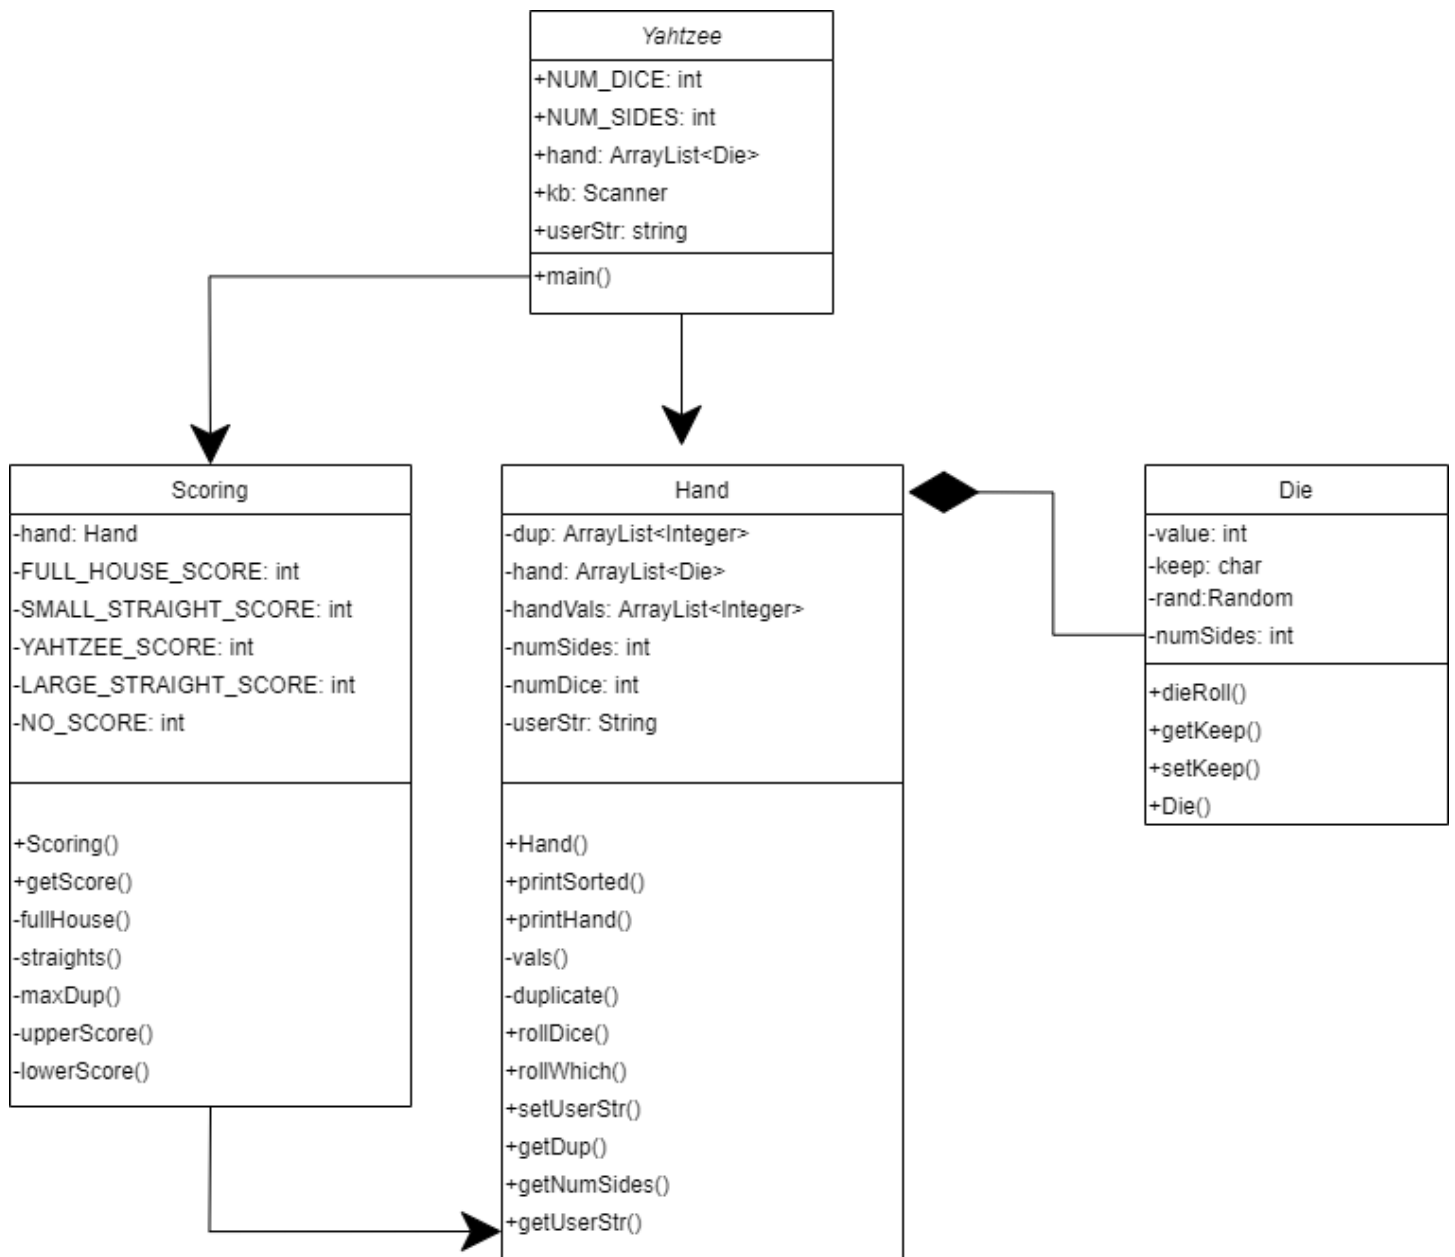 Yahtzee
+NUM_DICE: int
+NUM_SIDES: int
+hand: ArrayList<Die>
+kb: Scanner
+userStr: string
+main()
Scoring
-hand: Hand
-FULL_HOUSE_SCORE: int
-SMALL_STRAIGHT_SCORE: int
-YAHTZEE_SCORE: int
-LARGE_STRAIGHT_SCORE: int
-NO_SCORE: int
+Scoring()
+getScore()
-fullHouse()
-straights()
-maxDup()
-upperScore()
-lowerScore()
Hand
-dup: ArrayList<Integer>
-hand: ArrayList<Die>
-handVals: ArrayList<Integer>
-numSides: int
-numDice: int
-userStr: String
+Hand()
+printSorted()
+printHand()
-vals()
-duplicate()
+rollDice()
+rollWhich()
+setUserStr()
+getDup()
+getNumSides()
+getUserStr()
Die
-value: int
-keep: char
-rand:Random
-numSides: int
+dieRoll()
+getKeep()
+setKeep()
+Die()